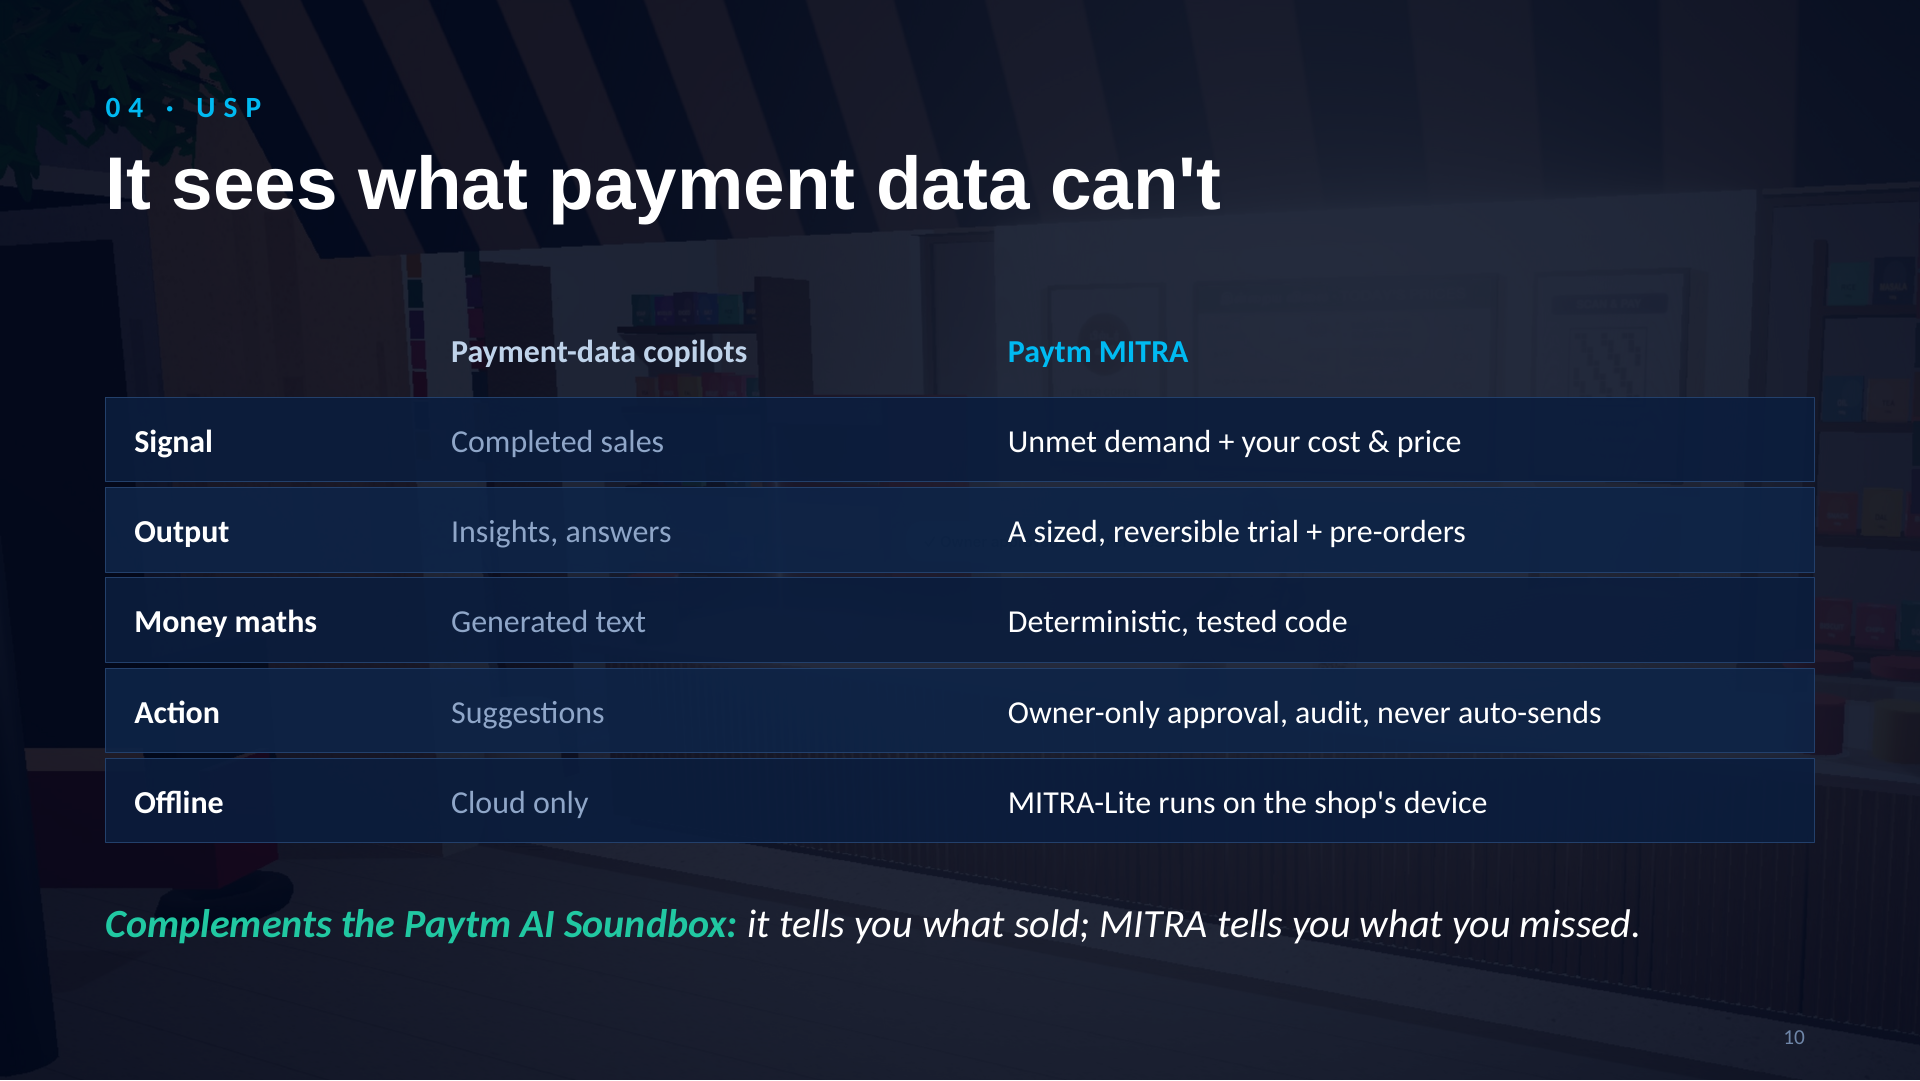 04 · USP
It sees what payment data can't
Payment-data copilots Paytm MITRA
Signal Completed sales Unmet demand + your cost & price
Output Insights, answers A sized, reversible trial + pre-orders
Money maths Generated text Deterministic, tested code
Action Suggestions Owner-only approval, audit, never auto-sends
Offline Cloud only MITRA-Lite runs on the shop's device
Complements the Paytm AI Soundbox: it tells you what sold; MITRA tells you what you missed.
10